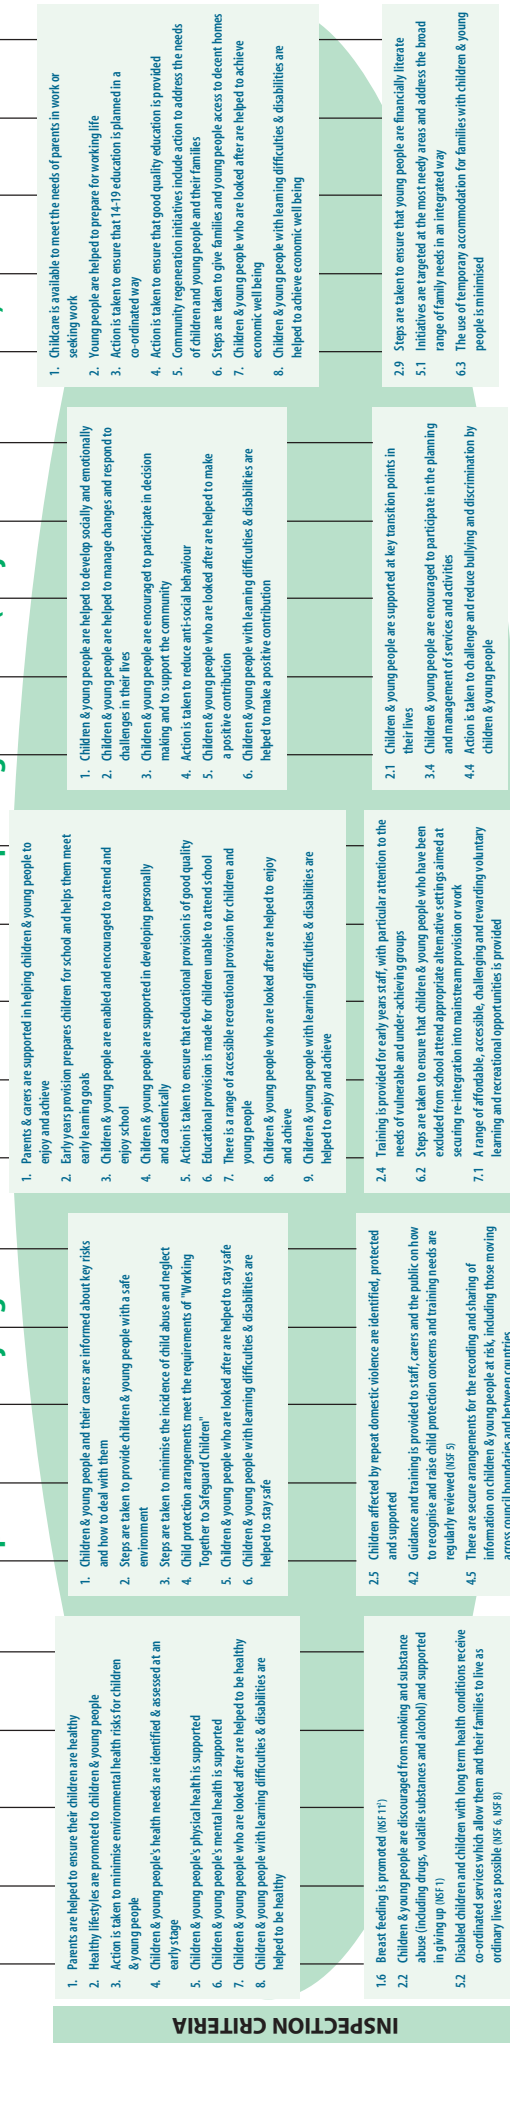 INSPECTION CRITERIA
1. Parents are helped to ensure their children are healthy
2. Healthy lifestyles are promoted to children & young people
3. Action is taken to minimise environmental health risks for children
& young people
4. Children & young people's health needs are identified & assessed at an
early stage
5. Children & young people's physical health is supported
6. Children & young people's mental health is supported
7. Children & young people who are looked after are helped to be healthy
8. Children & young people with learning difficulties & disabilities are
helped to be healthy
1.6 Breast feeding is promoted (NSF 11¹)
2.2 Children & young people are discouraged from smoking and substance
abuse (including drugs, volatile substances and alcohol) and supported
in giving up (NSF 1)
5.2 Disabled children and children with long term health conditions receive
co-ordinated services which allow them and their families to live as
ordinary lives as possible (NSF 6, NSF 8)
1. Children & young people and their carers are informed about key risks
and how to deal with them
2. Steps are taken to provide children & young people with a safe
environment
3. Steps are taken to minimise the incidence of child abuse and neglect
4. Child protection arrangements meet the requirements of "Working
Together to Safeguard Children"
5. Children & young people who are looked after are helped to stay safe
6. Children & young people with learning difficulties & disabilities are
helped to stay safe
2.5 Children affected by repeat domestic violence are identified, protected
and supported
4.2 Guidance and training is provided to staff, carers and the public on how
to recognise and raise child protection concerns and training needs are
regularly reviewed (NSF 5)
4.5 There are secure arrangements for the recording and sharing of
information on children & young people at risk, including those moving
across council boundaries and between countries
1. Parents & carers are supported in helping children & young people to
enjoy and achieve
2. Early years provision prepares children for school and helps them meet
early learning goals
3. Children & young people are enabled and encouraged to attend and
enjoy school
4. Children & young people are supported in developing personally
and academically
5. Action is taken to ensure that educational provision is of good quality
6. Educational provision is made for children unable to attend school
7. There is a range of accessible recreational provision for children and
young people
8. Children & young people who are looked after are helped to enjoy
and achieve
9. Children & young people with learning difficulties & disabilities are
helped to enjoy and achieve
2.4 Training is provided for early years staff, with particular attention to the
needs of vulnerable and under-achieving groups
6.2 Steps are taken to ensure that children & young people who have been
excluded from school attend appropriate alternative settings aimed at
securing re-integration into mainstream provision or work
7.1 A range of affordable, accessible, challenging and rewarding voluntary
learning and recreational opportunities is provided
1. Children & young people are helped to develop socially and emotionally
2. Children & young people are helped to manage changes and respond to
challenges in their lives
3. Children & young people are encouraged to participate in decision
making and to support the community
4. Action is taken to reduce anti-social behaviour
5. Children & young people who are looked after are helped to make
a positive contribution
6. Children & young people with learning difficulties & disabilities are
helped to make a positive contribution
2.1 Children & young people are supported at key transition points in
their lives
3.4 Children & young people are encouraged to participate in the planning
and management of services and activities
4.4 Action is taken to challenge and reduce bullying and discrimination by
children & young people
1. Childcare is available to meet the needs of parents in work or
seeking work
2. Young people are helped to prepare for working life
3. Action is taken to ensure that 14-19 education is planned in a
co-ordinated way
4. Action is taken to ensure that good quality education is provided
5. Community regeneration initiatives include action to address the needs
of children and young people and their families
6. Steps are taken to give families and young people access to decent homes
7. Children & young people who are looked after are helped to achieve
economic well being
8. Children & young people with learning difficulties & disabilities are
helped to achieve economic well being
2.9 Steps are taken to ensure that young people are financially literate
5.1 Initiatives are targeted at the most needy areas and address the broad
range of family needs in an integrated way
6.3 The use of temporary accommodation for families with children & young
people is minimised